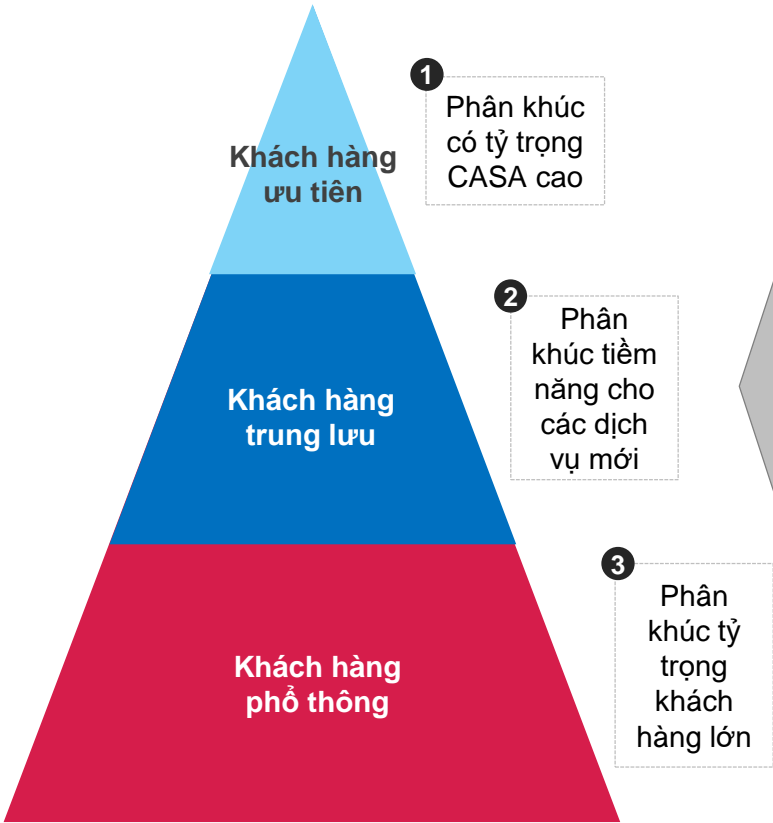 Khách hàng
ưu tiên
1
Phân khúc
có tỷ trọng
CASA cao
Khách hàng
trung lưu
2
Phân
khúc tiềm
năng cho
các dịch
vụ mới
Khách hàng
phổ thông
3
Phân
khúc tỷ
trọng
khách
hàng lớn